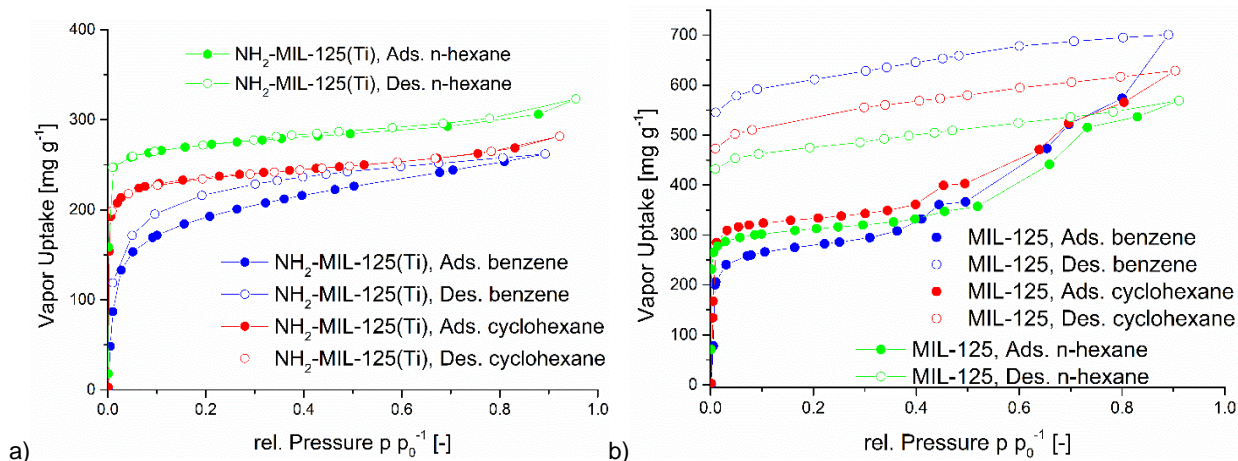 400
300
200
100
0
Vapor Uptake [mg g⁻¹]
NH₂-MIL-125(Ti), Ads. n-hexane
NH₂-MIL-125(Ti), Des. n-hexane
NH₂-MIL-125(Ti), Ads. benzene
NH₂-MIL-125(Ti), Des. benzene
NH₂-MIL-125(Ti), Ads. cyclohexane
NH₂-MIL-125(Ti), Des. cyclohexane
0.0 0.2 0.4 0.6 0.8 1.0
rel. Pressure p p₀⁻¹ [-]
a)
700
600
500
400
300
200
100
0
Vapor Uptake [mg g⁻¹]
MIL-125, Ads. benzene
MIL-125, Des. benzene
MIL-125, Ads. cyclohexane
MIL-125, Des. cyclohexane
MIL-125, Ads. n-hexane
MIL-125, Des. n-hexane
0.0 0.2 0.4 0.6 0.8 1.0
rel. Pressure p p₀⁻¹ [-]
b)